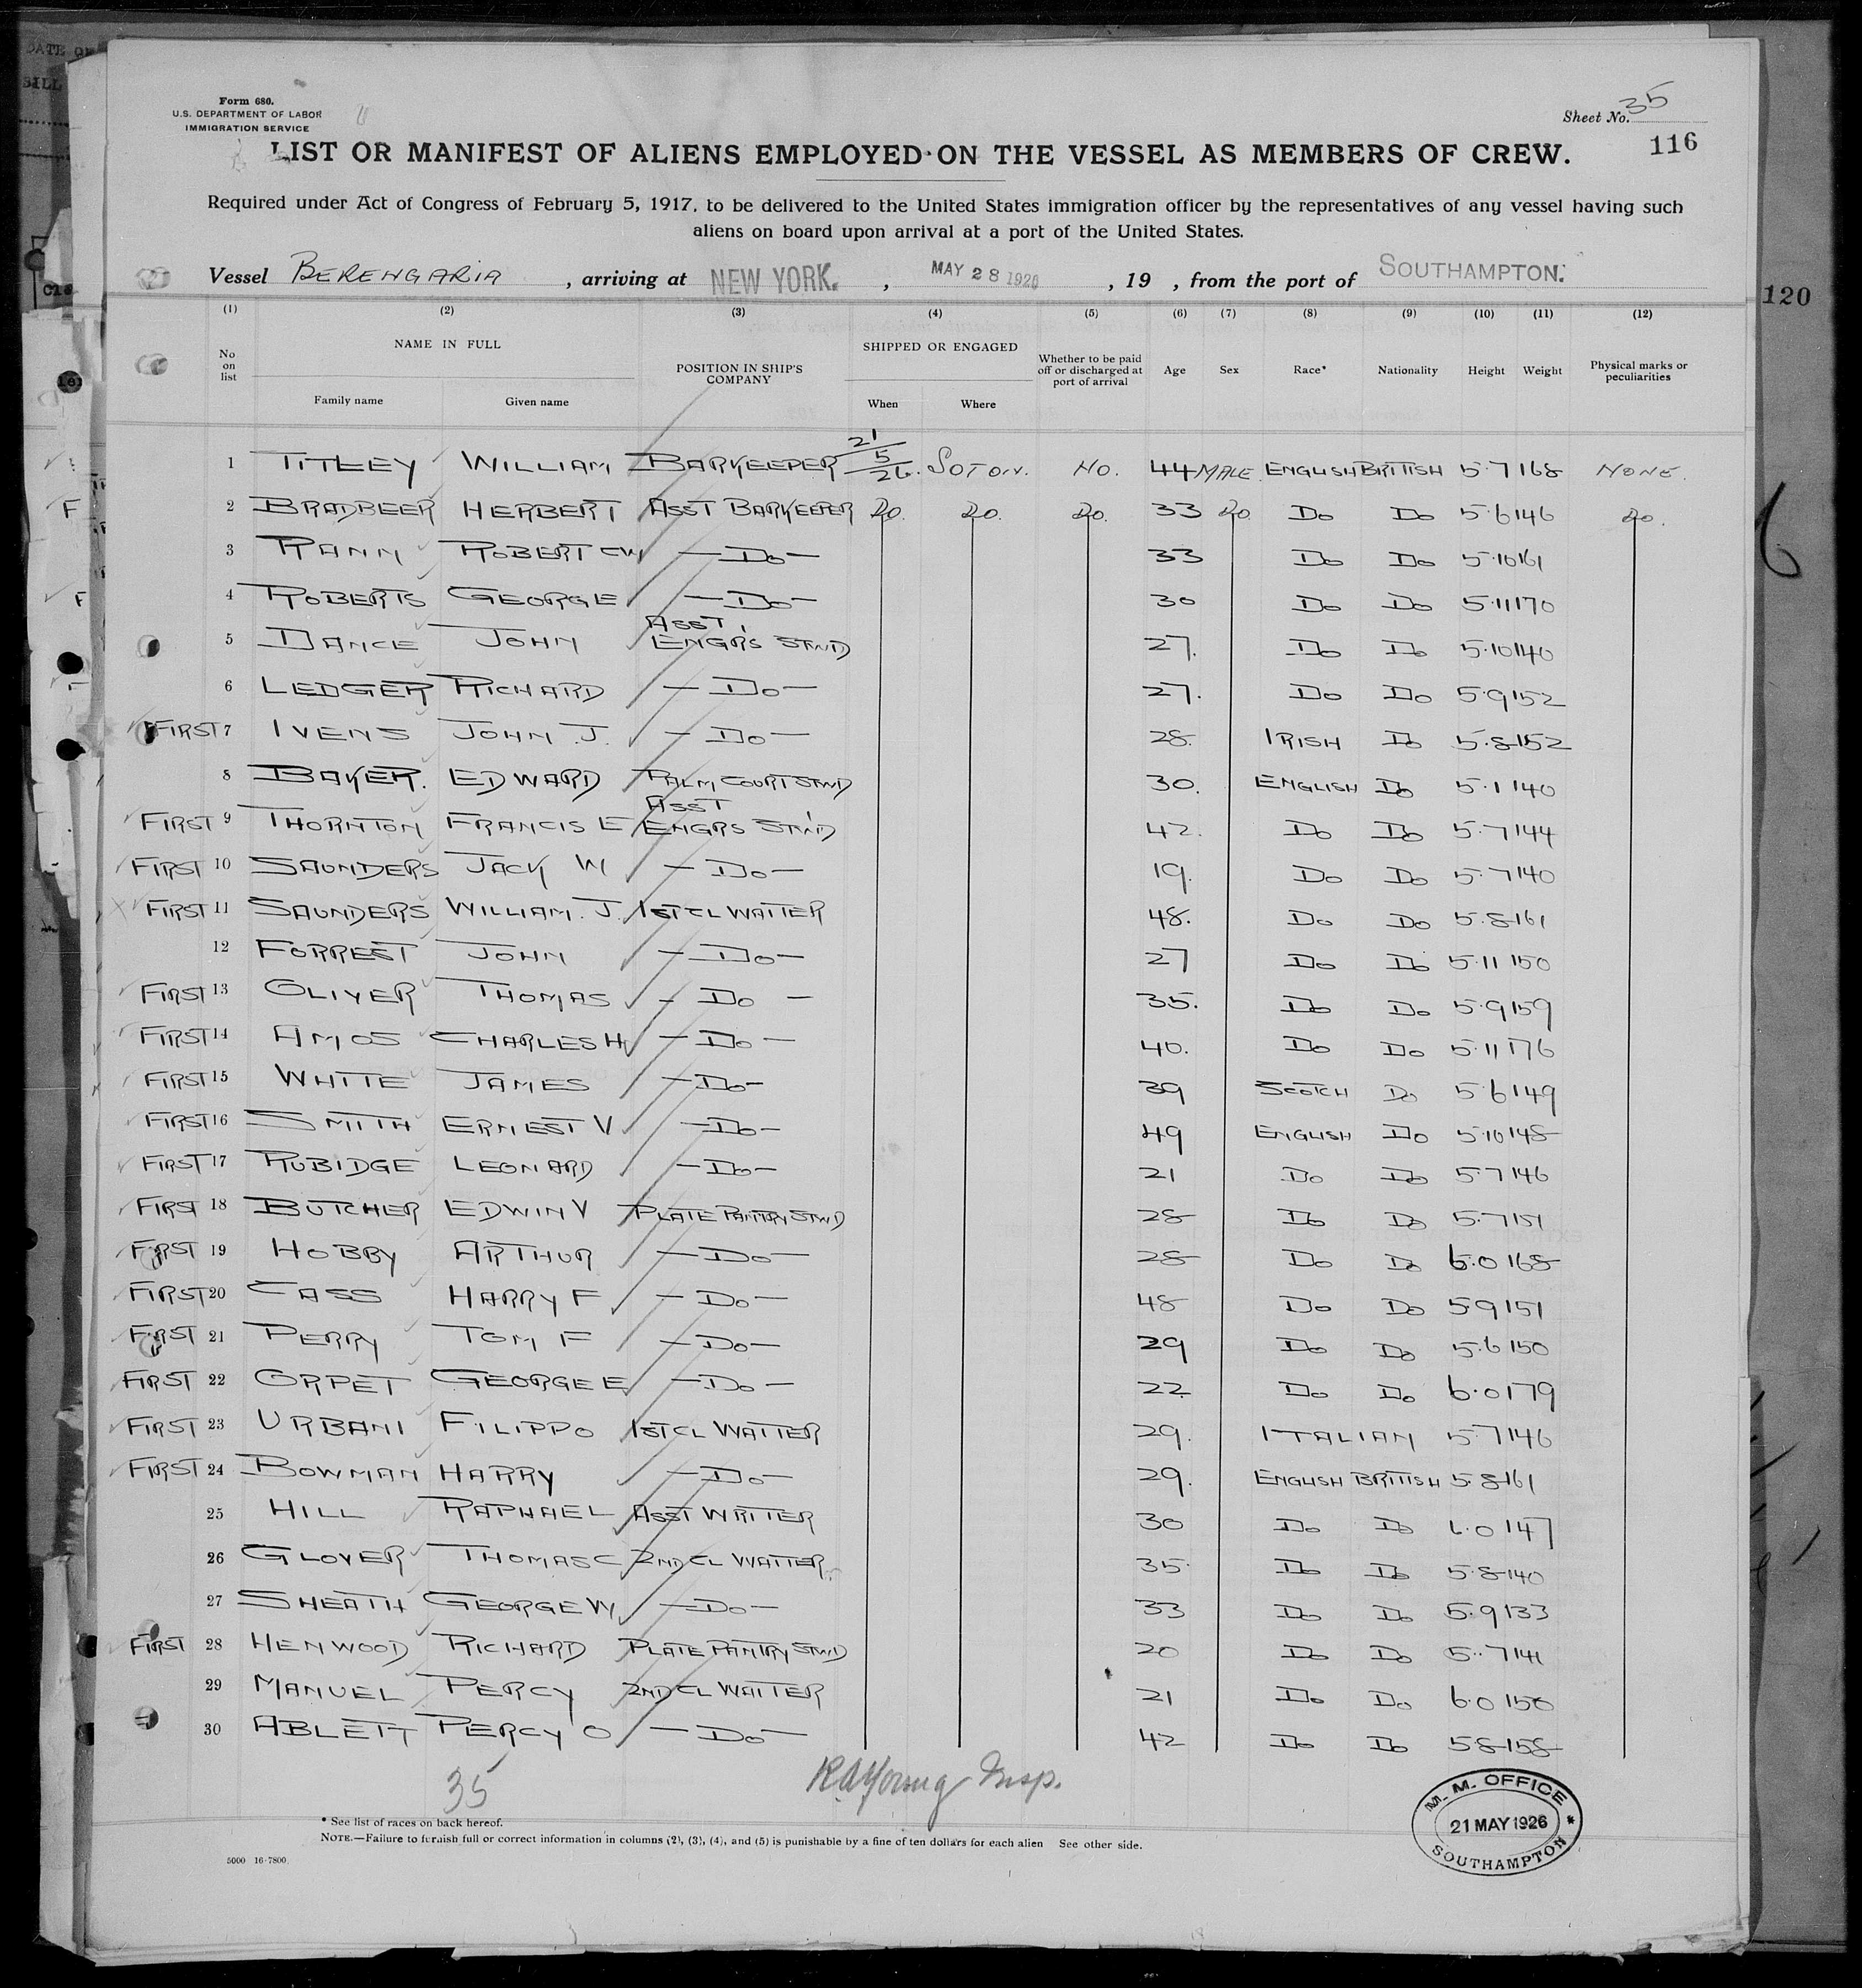 DATE OF
BILL
Form 680.
U.S. DEPARTMENT OF LABOR
IMMIGRATION SERVICE
Sheet No. 35
116
LIST OR MANIFEST OF ALIENS EMPLOYED ON THE VESSEL AS MEMBERS OF CREW.
Required under Act of Congress of February 5, 1917, to be delivered to the United States immigration officer by the representatives of any vessel having such
aliens on board upon arrival at a port of the United States.
Vessel BERENGARIA , arriving at NEW YORK. , MAY 28 1926 , 19 , from the port of SOUTHAMPTON.
120
(1) (2) (3) (4) (5) (6) (7) (8) (9) (10) (11) (12)
No on list NAME IN FULL Family name Given name POSITION IN SHIP'S COMPANY SHIPPED OR ENGAGED When Where Whether to be paid off or discharged at port of arrival Age Sex Race* Nationality Height Weight Physical marks or peculiarities
1 TITLEY WILLIAM BARKEEPER 21/5/26. SOTON. NO. 44 MALE ENGLISH BRITISH 5.7 168 NONE.
F 2 BRADBEER HERBERT ASST BARKEEPER Do. Do. Do. 33 Do Do Do 5.6 146 Do.
3 RANN ROBERT CW — Do — 33 Do Do 5.10 161
F 4 ROBERTS GEORGE — Do — 30 Do Do 5.11 170
5 DANCE JOHN ASST ENGRS STWD 27. Do Do 5.10 140
6 LEDGER RICHARD — Do — 27. Do Do 5.9 152
FIRST 7 IVENS JOHN.J. — Do — 28. IRISH Do 5.8 152
8 BAKER. EDWARD PALM COURT STWD 30. ENGLISH Do 5.1 140
FIRST 9 THORNTON FRANCIS E ASST ENGRS STWD 42. Do Do 5.7 144
FIRST 10 SAUNDERS JACK W — Do — 19. Do Do 5.7 140
FIRST 11 SAUNDERS WILLIAM.J. 1ST CL WAITER 48. Do Do 5.8 161
12 FORREST JOHN — Do — 27 Do Do 5.11 150
FIRST 13 OLIVER THOMAS — Do — 35. Do Do 5.9 159
FIRST 14 AMOS CHARLES H — Do — 40. Do Do 5.11 176
FIRST 15 WHITE JAMES — Do — 39 SCOTCH Do 5.6 149
FIRST 16 SMITH ERNEST V — Do — 49 ENGLISH Do 5.10 148
FIRST 17 RUBIDGE LEONARD — Do — 21 Do Do 5.7 146
FIRST 18 BUTCHER EDWIN V PLATE PANTRY STWD 28 Do Do 5.7 151
FIRST 19 HOBBY ARTHUR — Do — 28 Do Do 6.0 168
FIRST 20 CASS HARRY F — Do — 48 Do Do 5.9 151
FIRST 21 PERRY TOM F — Do — 29 Do Do 5.6 150
FIRST 22 ORPET GEORGE E — Do — 22 Do Do 6.0 179
FIRST 23 URBANI FILIPPO 1ST CL WAITER 29. ITALIAN 5.7 146
FIRST 24 BOWMAN HARRY — Do — 29. ENGLISH BRITISH 5.8 161
25 HILL RAPHAEL ASST WRITER 30 Do Do 6.0 147
26 GLOVER THOMAS C 2ND CL WAITER 35 Do Do 5.8 140
27 SHEATH GEORGE W — Do — 33 Do Do 5.9 133
FIRST 28 HENWOOD RICHARD PLATE PANTRY STWD 20 Do Do 5.7 141
29 MANUEL PERCY 2ND CL WAITER 21 Do Do 6.0 150
30 ABLETT PERCY O — Do — 42 Do Do 5.8 158
35 R.A. Young Insp.
M. M. OFFICE
21 MAY 1926
SOUTHAMPTON
* See list of races on back hereof.
NOTE.—Failure to furnish full or correct information in columns (2), (3), (4), and (5) is punishable by a fine of ten dollars for each alien See other side.
5000 16-7800